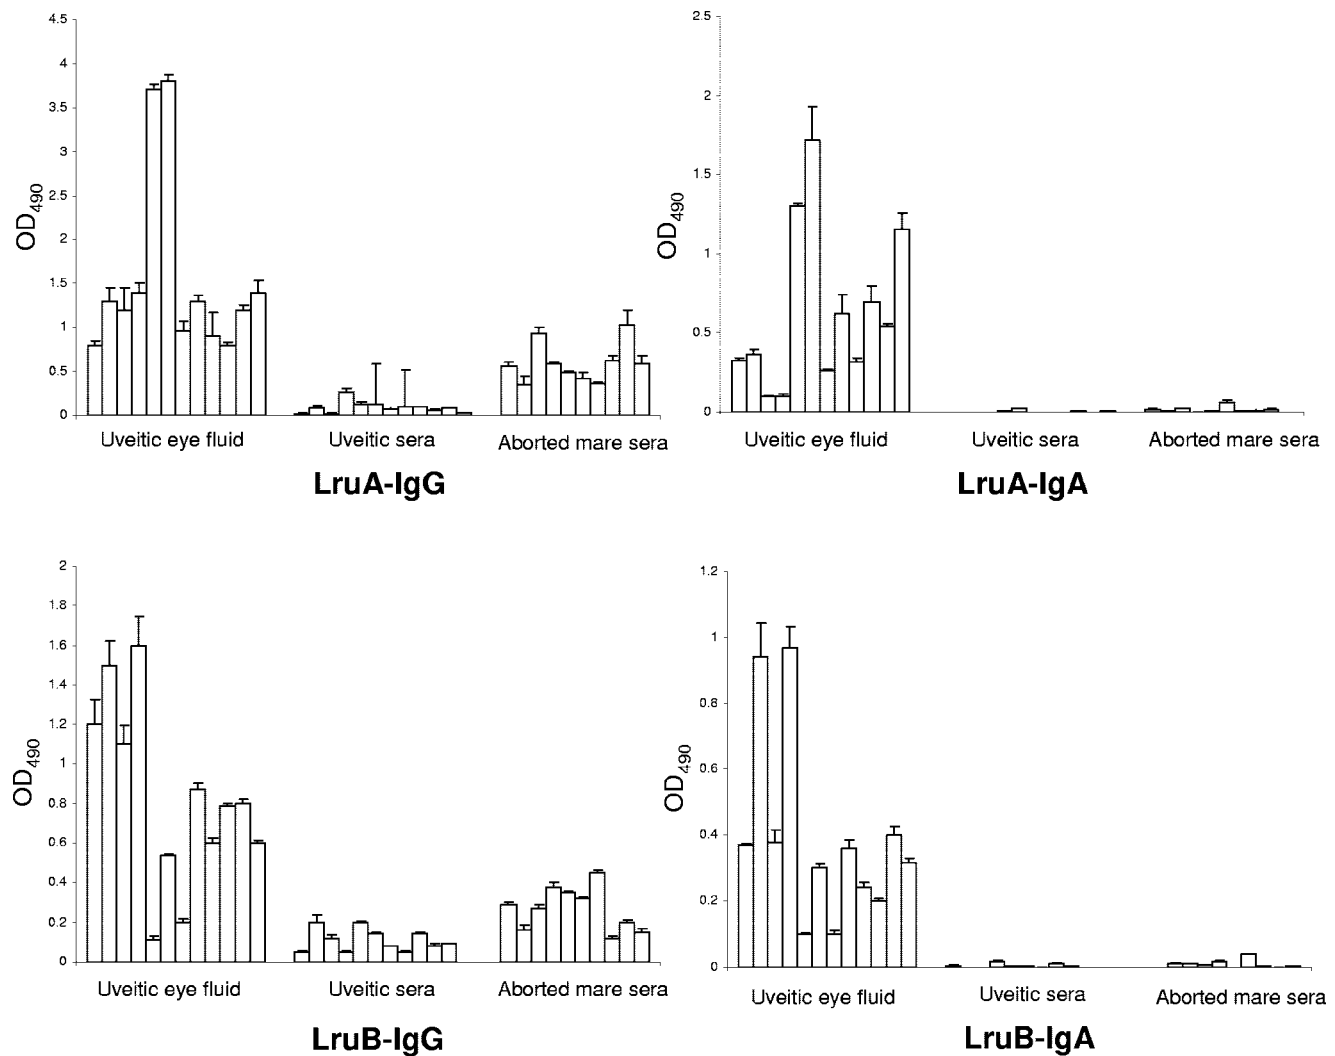 4.5
4
3.5
3
2.5
2
1.5
1
0.5
0
OD490
Uveitic eye fluid
Uveitic sera
Aborted mare sera
LruA-IgG
2.5
2
1.5
1
0.5
0
OD490
Uveitic eye fluid
Uveitic sera
Aborted mare sera
LruA-IgA
2
1.8
1.6
1.4
1.2
1
0.8
0.6
0.4
0.2
0
OD490
Uveitic eye fluid
Uveitic sera
Aborted mare sera
LruB-IgG
1.2
1
0.8
0.6
0.4
0.2
0
OD490
Uveitic eye fluid
Uveitic sera
Aborted mare sera
LruB-IgA